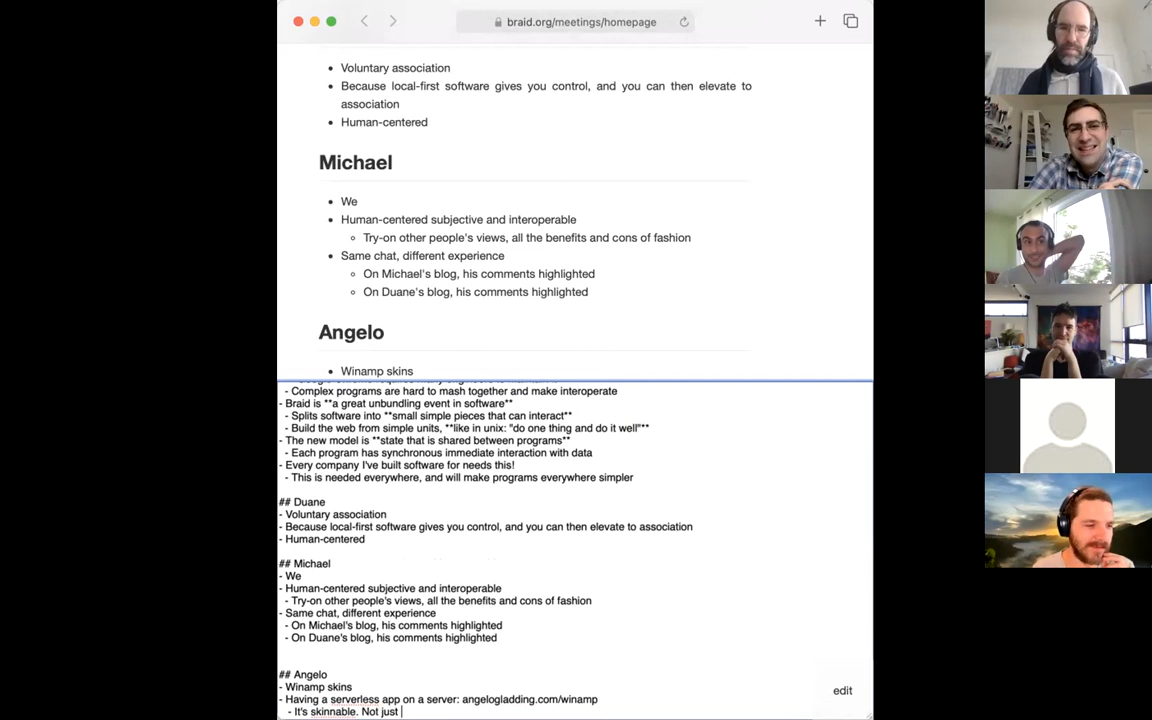 braid.org/meetings/homepage
• Voluntary association
• Because local-first software gives you control, and you can then elevate to
association
• Human-centered
Michael
• We
• Human-centered subjective and interoperable
◦ Try-on other people's views, all the benefits and cons of fashion
• Same chat, different experience
◦ On Michael's blog, his comments highlighted
◦ On Duane's blog, his comments highlighted
Angelo
• Winamp skins
- Complex programs are hard to mash together and make interoperate
- Braid is **a great unbundling event in software**
- Splits software into **small simple pieces that can interact**
- Build the web from simple units, **like in unix: "do one thing and do it well"**
- The new model is **state that is shared between programs**
- Each program has synchronous immediate interaction with data
- Every company I've built software for needs this!
- This is needed everywhere, and will make programs everywhere simpler
## Duane
- Voluntary association
- Because local-first software gives you control, and you can then elevate to association
- Human-centered
## Michael
- We
- Human-centered subjective and interoperable
- Try-on other people's views, all the benefits and cons of fashion
- Same chat, different experience
- On Michael's blog, his comments highlighted
- On Duane's blog, his comments highlighted
## Angelo
- Winamp skins
- Having a serverless app on a server: angelogladding.com/winamp
- It's skinnable. Not just
edit